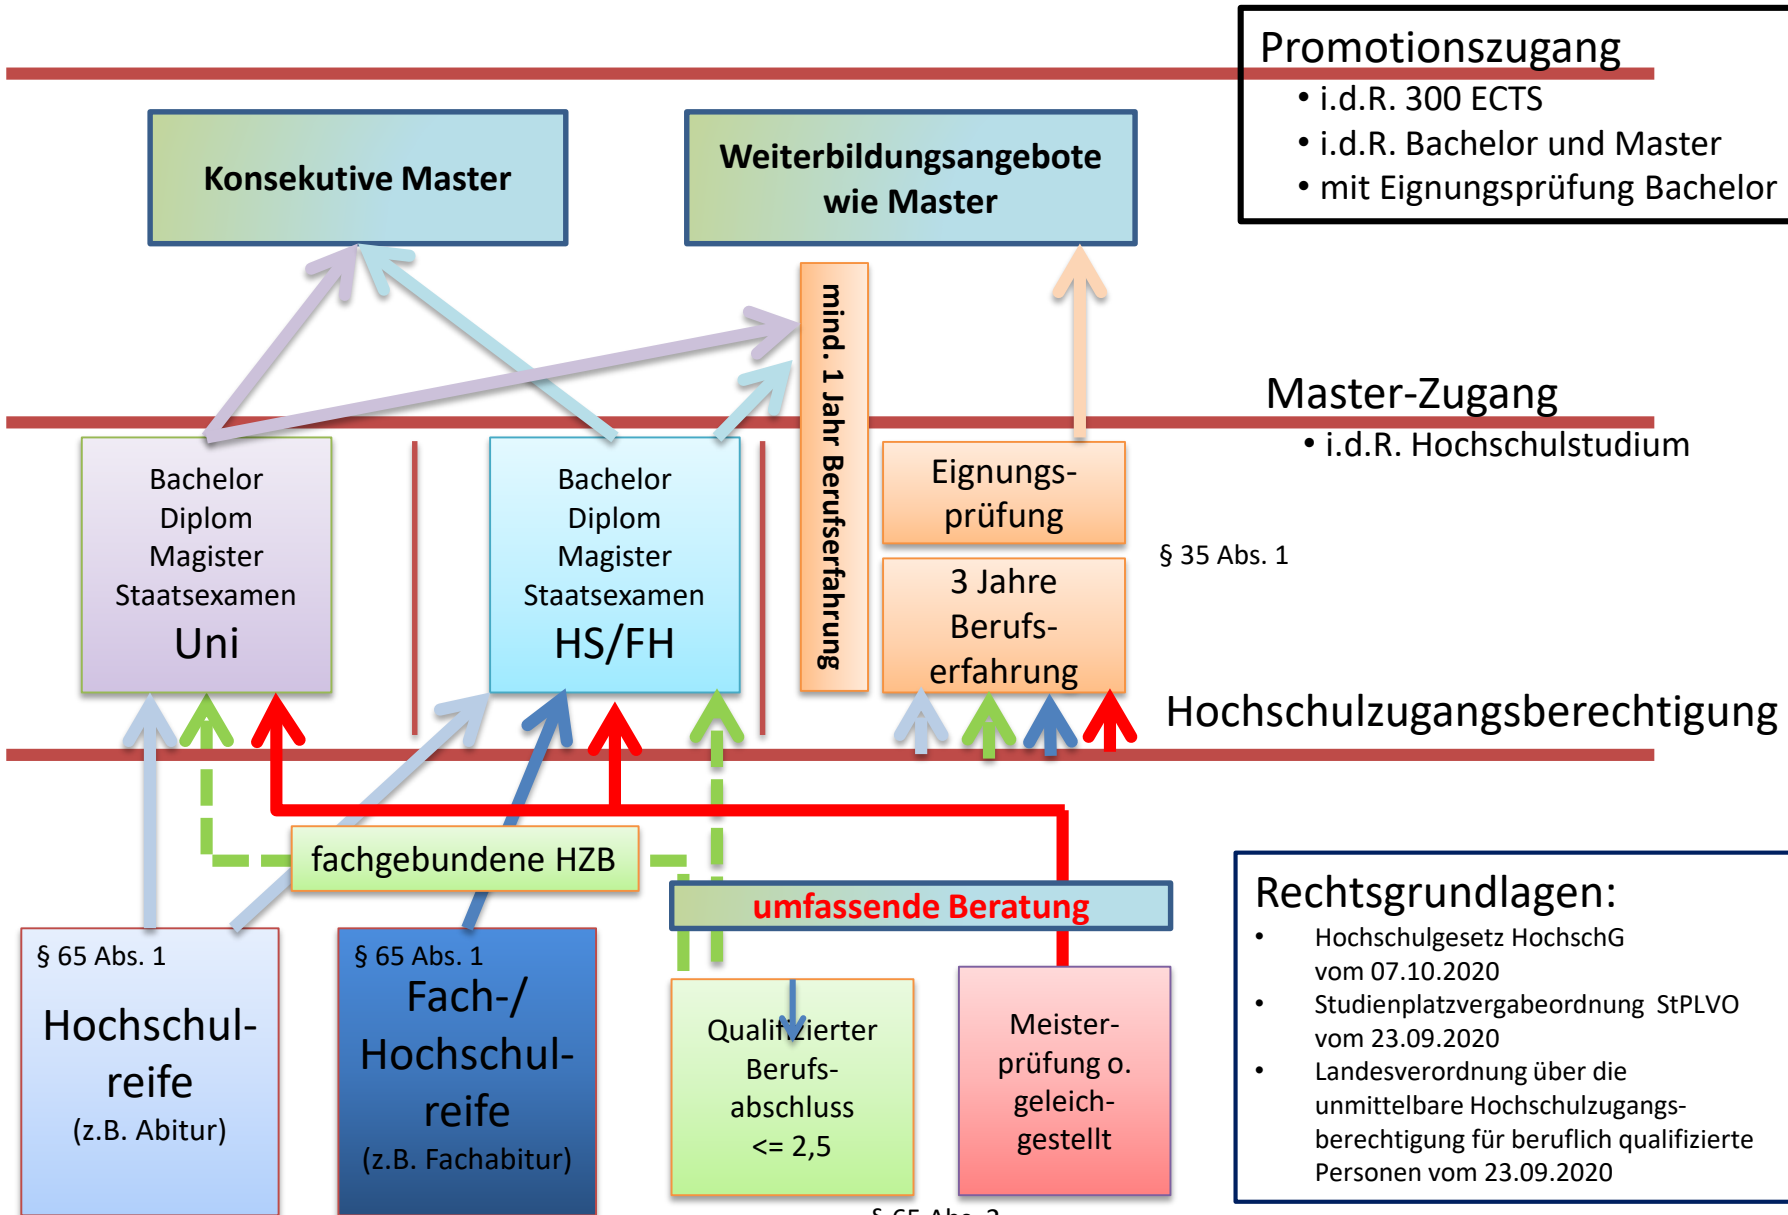 Promotionszugang
• i.d.R. 300 ECTS
• i.d.R. Bachelor und Master
• mit Eignungsprüfung Bachelor
Konsekutive Master
Weiterbildungsangebote
wie Master
mind. 1 Jahr Berufserfahrung
Master-Zugang
• i.d.R. Hochschulstudium
Bachelor
Diplom
Magister
Staatsexamen
Uni
Bachelor
Diplom
Magister
Staatsexamen
HS/FH
Eignungs-
prüfung
3 Jahre
Berufs-
erfahrung
§ 35 Abs. 1
Hochschulzugangsberechtigung
fachgebundene HZB
umfassende Beratung
§ 65 Abs. 1
Hochschul-
reife
(z.B. Abitur)
§ 65 Abs. 1
Fach-/
Hochschul-
reife
(z.B. Fachabitur)
Qualifizierter
Berufs-
abschluss
<= 2,5
Meister-
prüfung o.
geleich-
gestellt
§ 65 Abs. 2
Rechtsgrundlagen:
• Hochschulgesetz HochschG
vom 07.10.2020
• Studienplatzvergabeordnung StPLVO
vom 23.09.2020
• Landesverordnung über die
unmittelbare Hochschulzugangs-
berechtigung für beruflich qualifizierte
Personen vom 23.09.2020